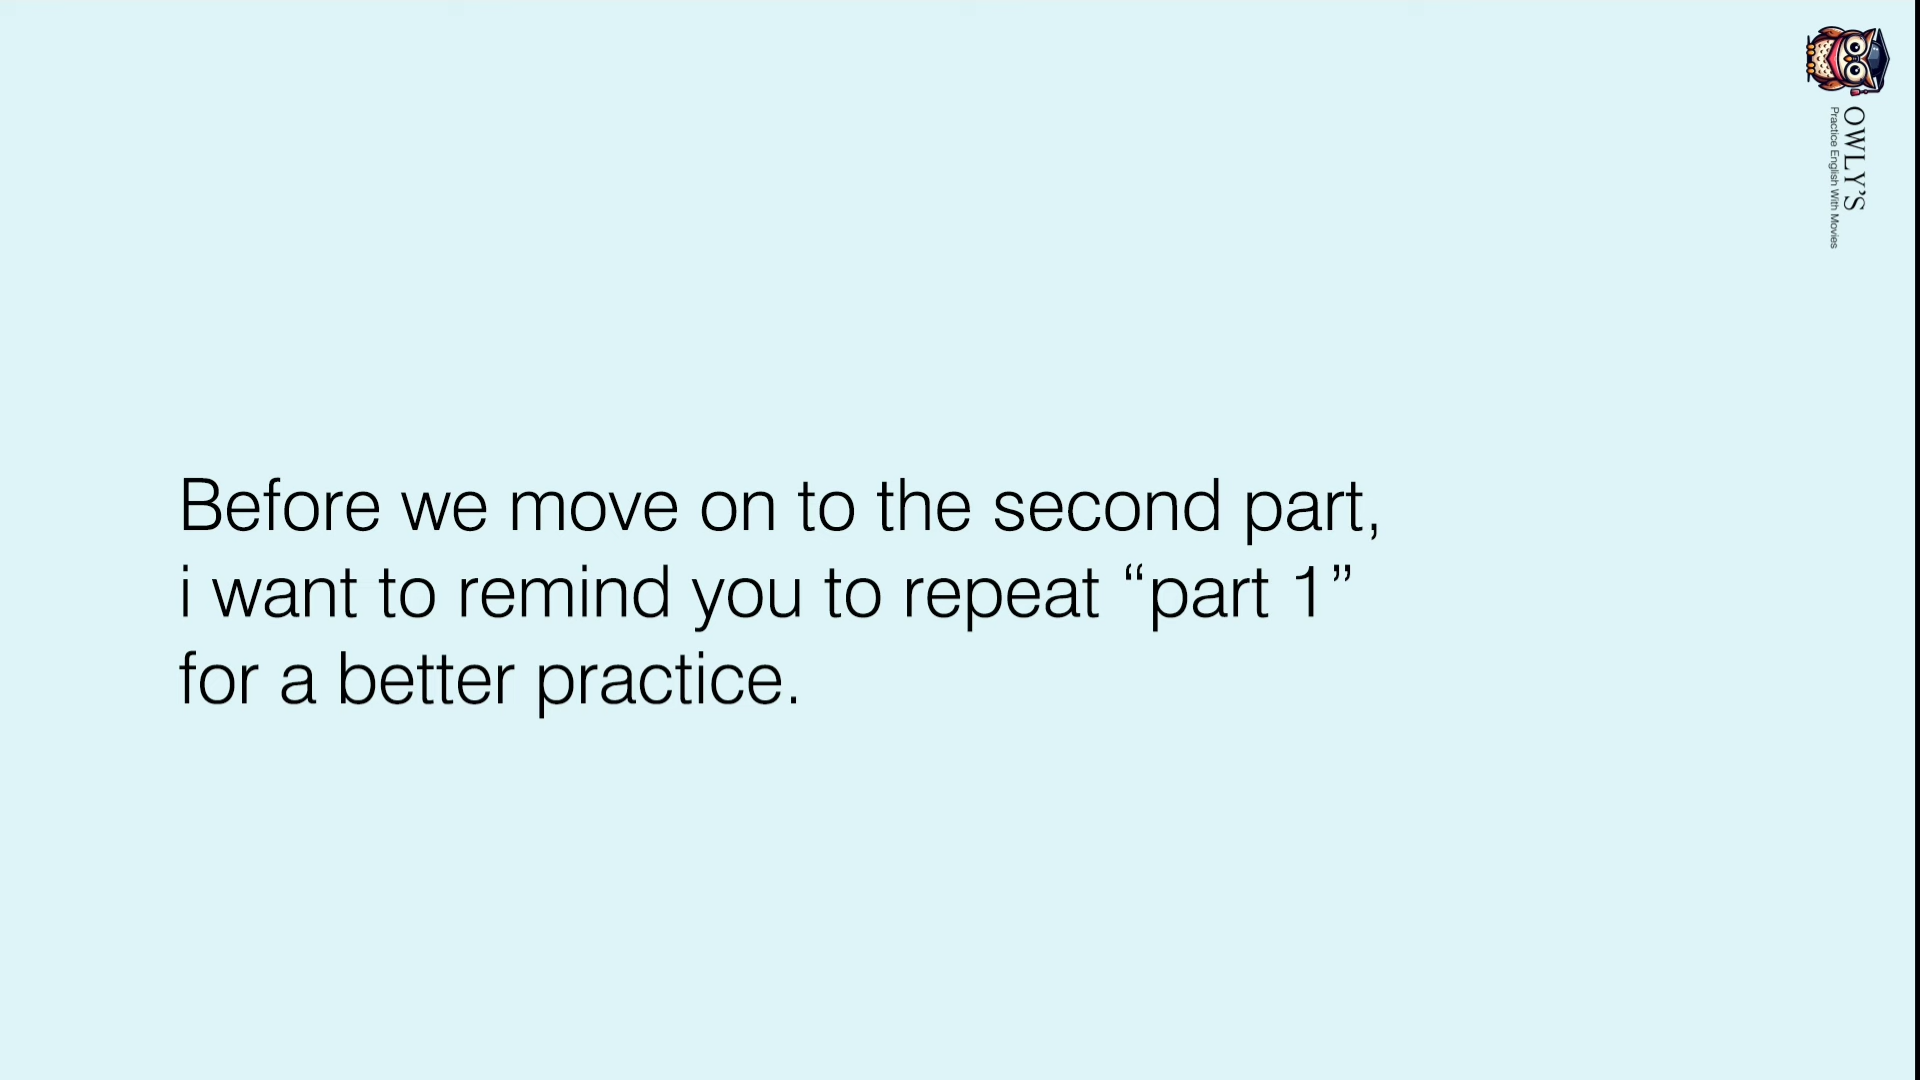 Before we move on to the second part,
i want to remind you to repeat “part 1”
for a better practice.
OWLY’S
Practice English With Movies